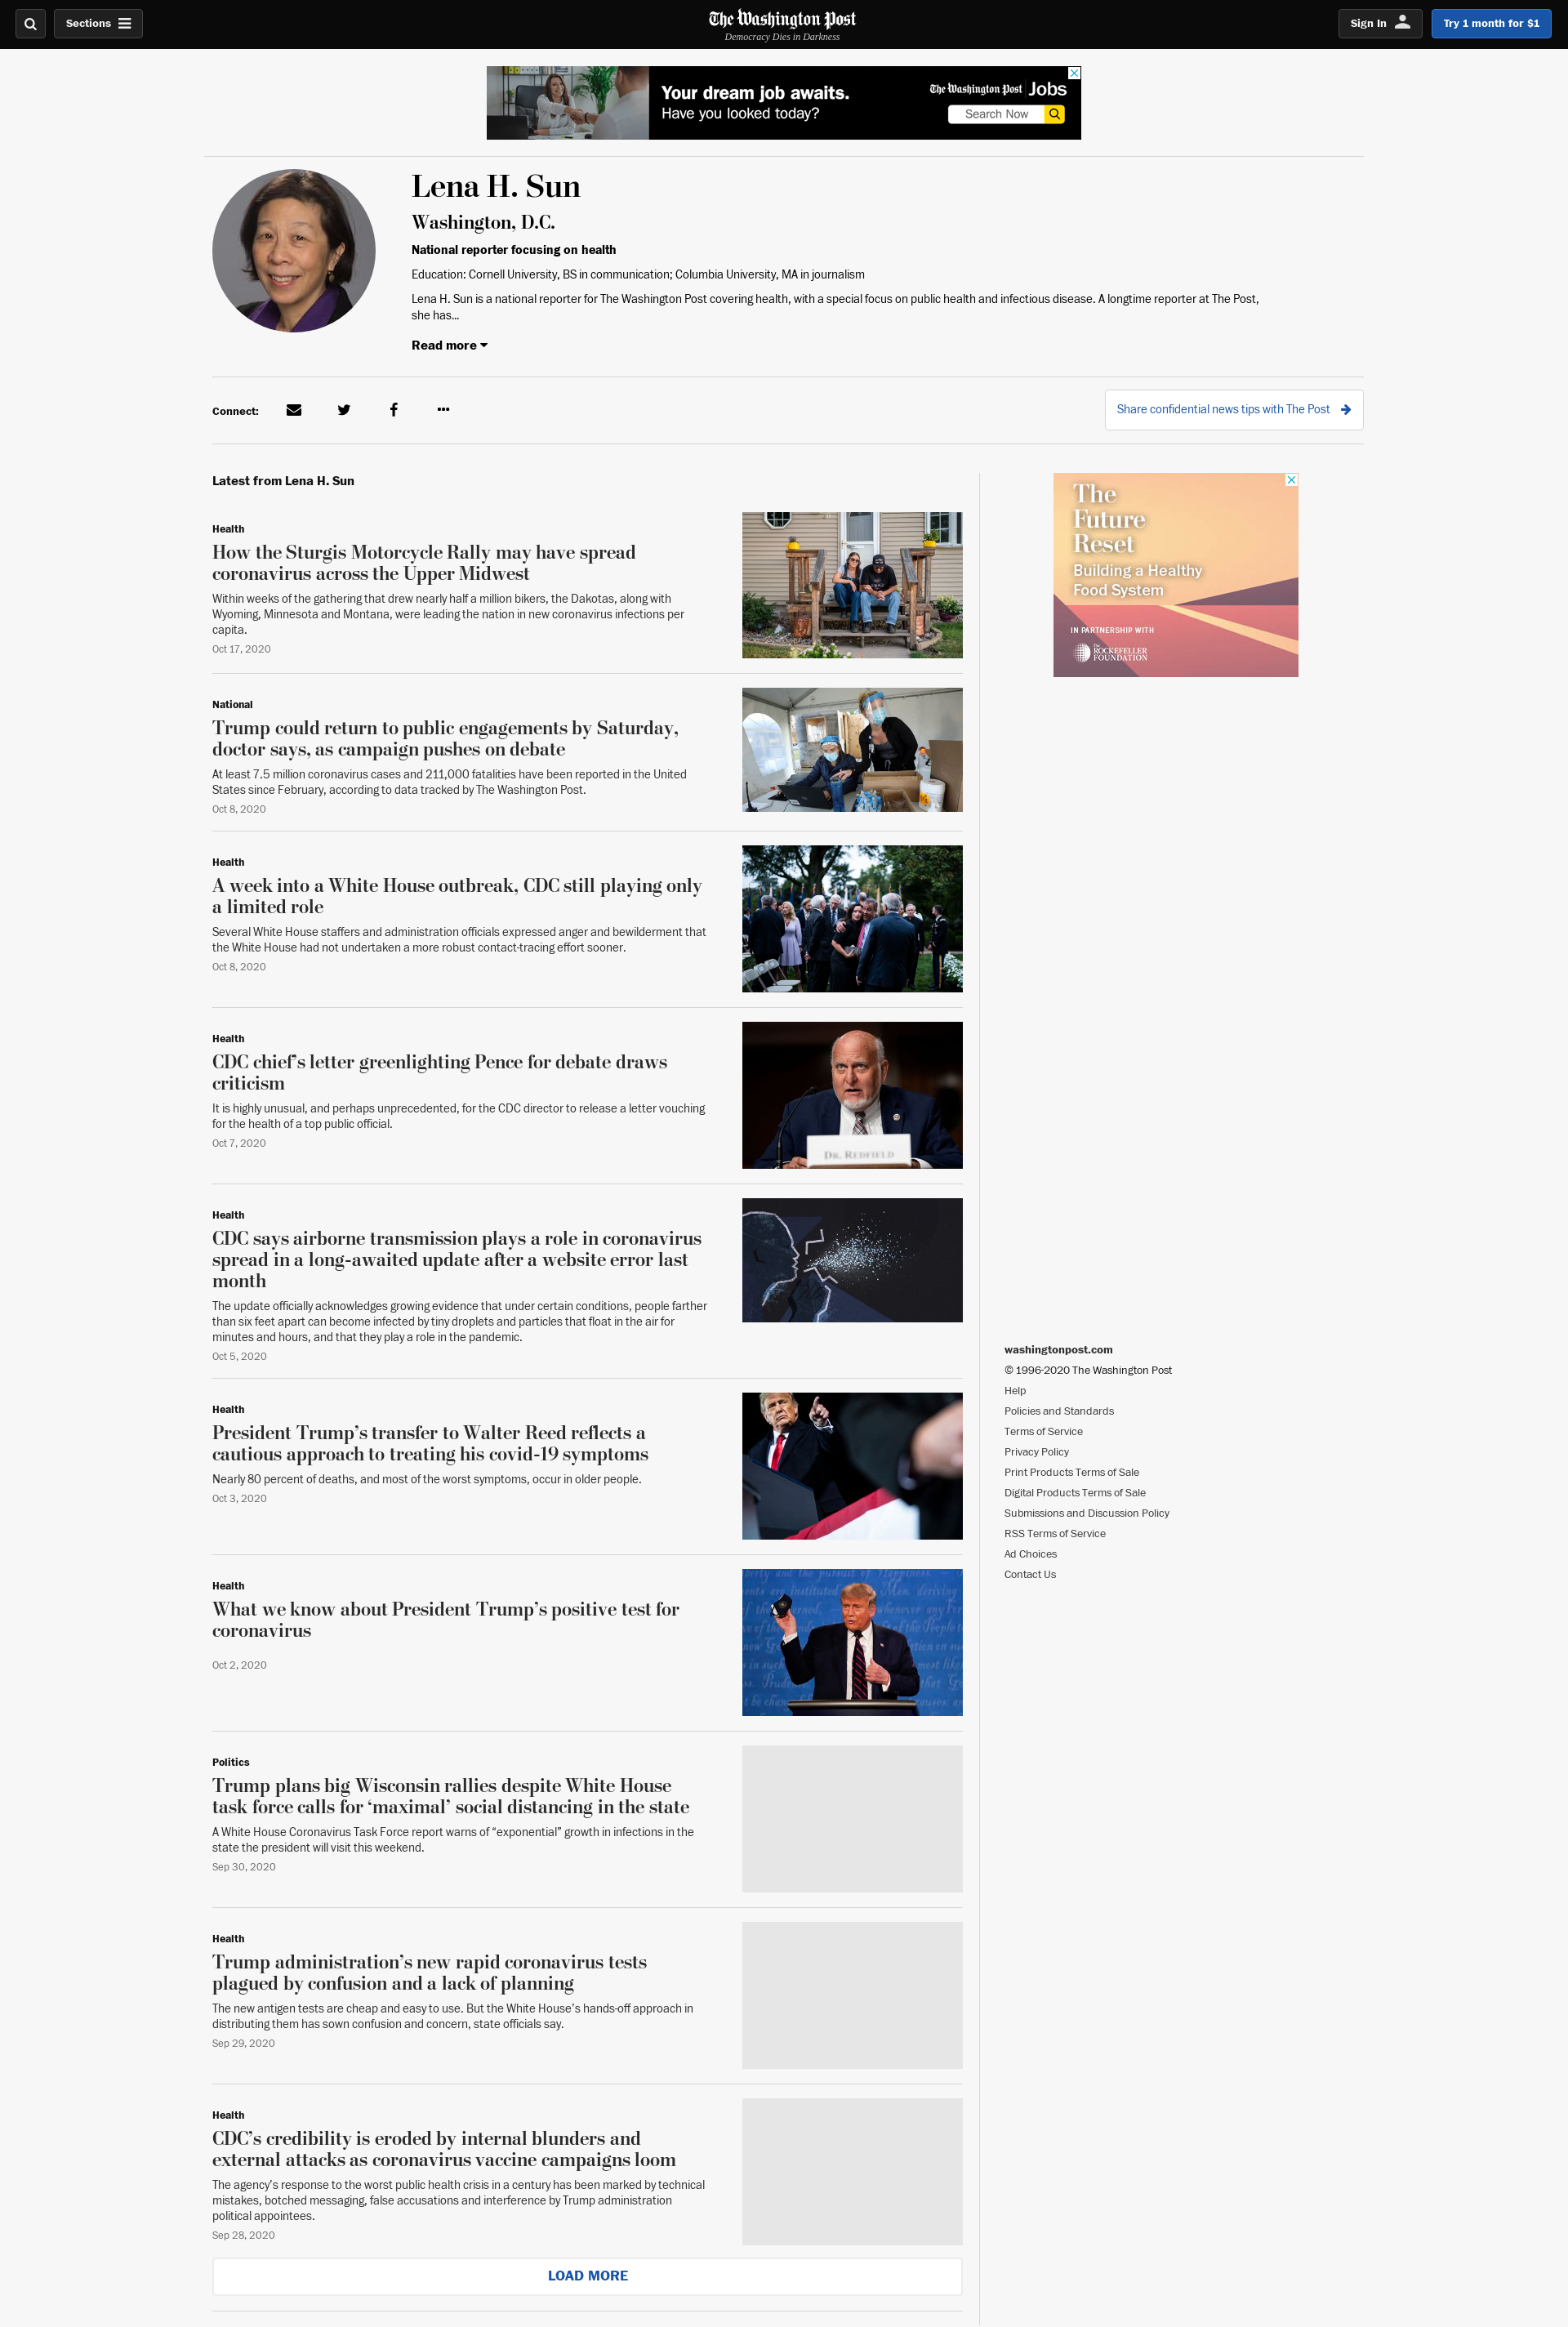 Sections
The Washington Post
Democracy Dies in Darkness
Sign In
Try 1 month for $1
Your dream job awaits.
Have you looked today?
The Washington Post Jobs
Search Now
Lena H. Sun
Washington, D.C.
National reporter focusing on health
Education: Cornell University, BS in communication; Columbia University, MA in journalism
Lena H. Sun is a national reporter for The Washington Post covering health, with a special focus on public health and infectious disease. A longtime reporter at The Post,
she has...
Read more
Connect:
Share confidential news tips with The Post
Latest from Lena H. Sun
Health
How the Sturgis Motorcycle Rally may have spread
coronavirus across the Upper Midwest
Within weeks of the gathering that drew nearly half a million bikers, the Dakotas, along with
Wyoming, Minnesota and Montana, were leading the nation in new coronavirus infections per
capita.
Oct 17, 2020
National
Trump could return to public engagements by Saturday,
doctor says, as campaign pushes on debate
At least 7.5 million coronavirus cases and 211,000 fatalities have been reported in the United
States since February, according to data tracked by The Washington Post.
Oct 8, 2020
Health
A week into a White House outbreak, CDC still playing only
a limited role
Several White House staffers and administration officials expressed anger and bewilderment that
the White House had not undertaken a more robust contact-tracing effort sooner.
Oct 8, 2020
Health
CDC chief’s letter greenlighting Pence for debate draws
criticism
It is highly unusual, and perhaps unprecedented, for the CDC director to release a letter vouching
for the health of a top public official.
Oct 7, 2020
DR. REDFIELD
Health
CDC says airborne transmission plays a role in coronavirus
spread in a long-awaited update after a website error last
month
The update officially acknowledges growing evidence that under certain conditions, people farther
than six feet apart can become infected by tiny droplets and particles that float in the air for
minutes and hours, and that they play a role in the pandemic.
Oct 5, 2020
Health
President Trump’s transfer to Walter Reed reflects a
cautious approach to treating his covid-19 symptoms
Nearly 80 percent of deaths, and most of the worst symptoms, occur in older people.
Oct 3, 2020
Health
What we know about President Trump’s positive test for
coronavirus
Oct 2, 2020
Politics
Trump plans big Wisconsin rallies despite White House
task force calls for ‘maximal’ social distancing in the state
A White House Coronavirus Task Force report warns of “exponential” growth in infections in the
state the president will visit this weekend.
Sep 30, 2020
Health
Trump administration’s new rapid coronavirus tests
plagued by confusion and a lack of planning
The new antigen tests are cheap and easy to use. But the White House’s hands-off approach in
distributing them has sown confusion and concern, state officials say.
Sep 29, 2020
Health
CDC’s credibility is eroded by internal blunders and
external attacks as coronavirus vaccine campaigns loom
The agency’s response to the worst public health crisis in a century has been marked by technical
mistakes, botched messaging, false accusations and interference by Trump administration
political appointees.
Sep 28, 2020
LOAD MORE
The
Future
Reset
Building a Healthy
Food System
IN PARTNERSHIP WITH
The
ROCKEFELLER
FOUNDATION
washingtonpost.com
© 1996-2020 The Washington Post
Help
Policies and Standards
Terms of Service
Privacy Policy
Print Products Terms of Sale
Digital Products Terms of Sale
Submissions and Discussion Policy
RSS Terms of Service
Ad Choices
Contact Us